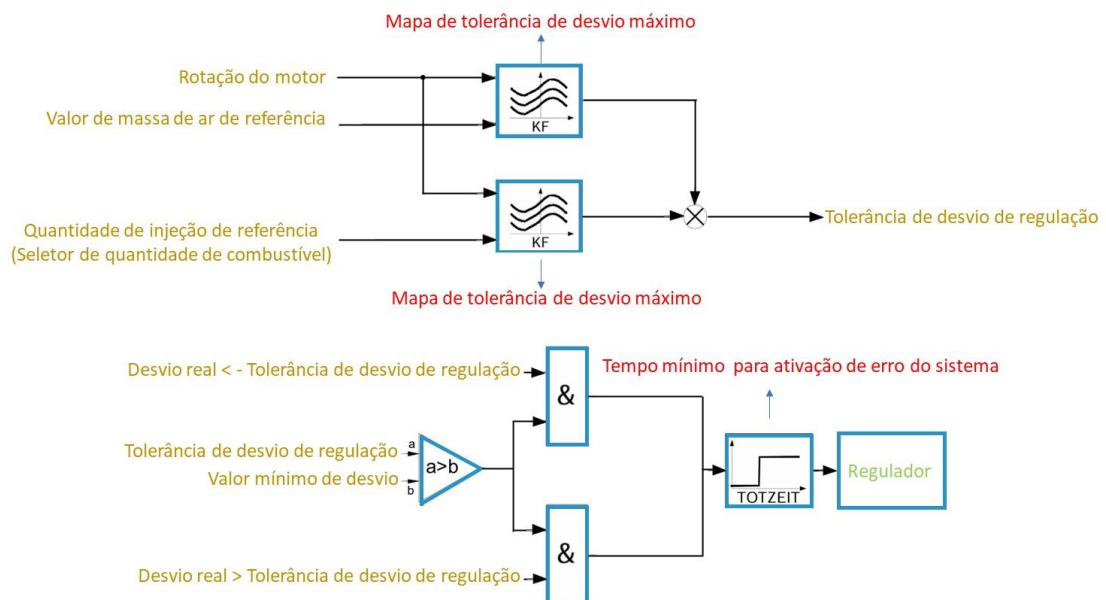 Mapa de tolerância de desvio máximo
Rotação do motor
Valor de massa de ar de referência
KF
Quantidade de injeção de referência
(Seletor de quantidade de combustível)
KF
Tolerância de desvio de regulação
Mapa de tolerância de desvio máximo
Desvio real < - Tolerância de desvio de regulação
&
Tempo mínimo para ativação de erro do sistema
Tolerância de desvio de regulação
a
Valor mínimo de desvio
b
a>b
TOTZEIT
Regulador
&
Desvio real > Tolerância de desvio de regulação